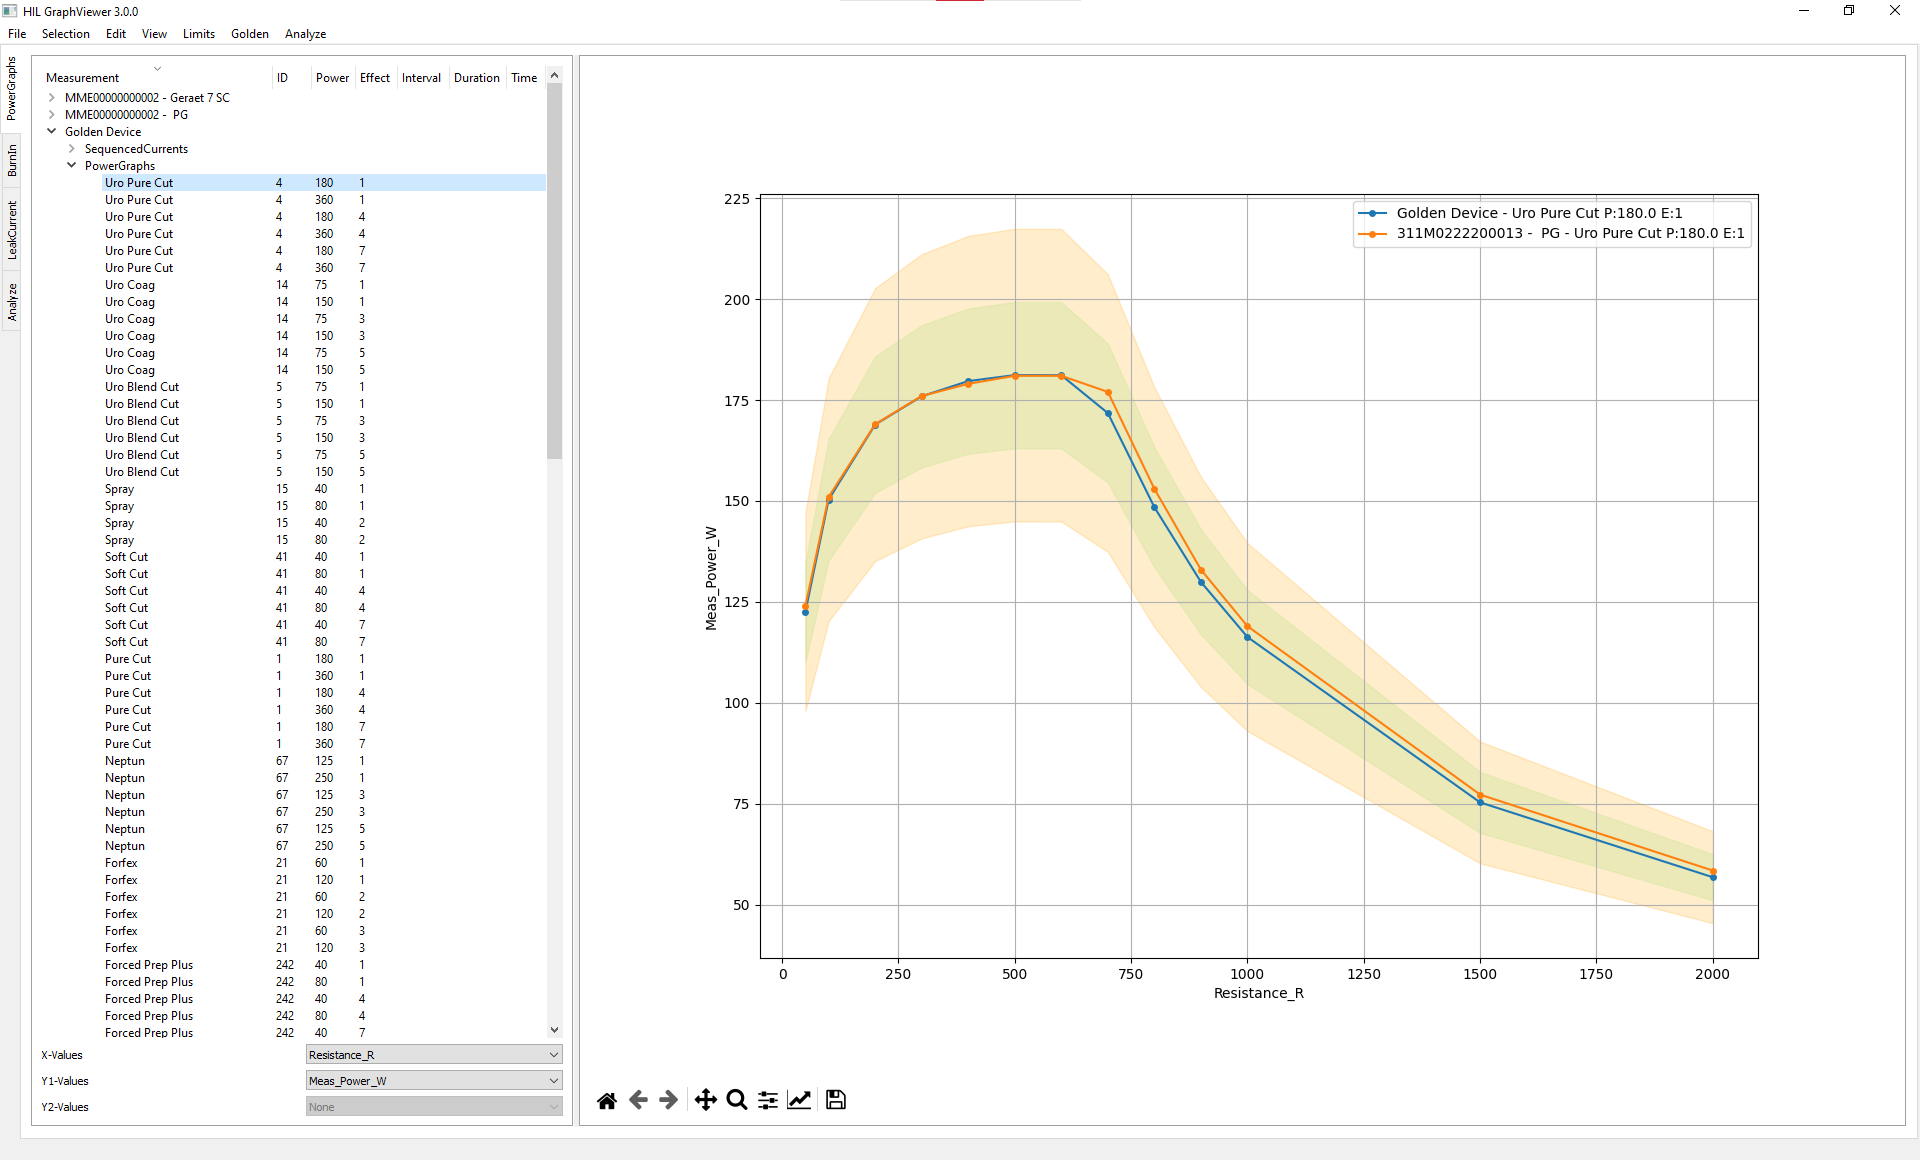 HIL GraphViewer 3.0.0
File Selection Edit View Limits Golden Analyze
PowerGraphs
BurnIn
LeakCurrent
Analyze
Measurement ID Power Effect Interval Duration Time
MME00000000002 - Geraet 7 SC
MME00000000002 - PG
Golden Device
SequencedCurrents
PowerGraphs
Uro Pure Cut 4 180 1
Uro Pure Cut 4 360 1
Uro Pure Cut 4 180 4
Uro Pure Cut 4 360 4
Uro Pure Cut 4 180 7
Uro Pure Cut 4 360 7
Uro Coag 14 75 1
Uro Coag 14 150 1
Uro Coag 14 75 3
Uro Coag 14 150 3
Uro Coag 14 75 5
Uro Coag 14 150 5
Uro Blend Cut 5 75 1
Uro Blend Cut 5 150 1
Uro Blend Cut 5 75 3
Uro Blend Cut 5 150 3
Uro Blend Cut 5 75 5
Uro Blend Cut 5 150 5
Spray 15 40 1
Spray 15 80 1
Spray 15 40 2
Spray 15 80 2
Soft Cut 41 40 1
Soft Cut 41 80 1
Soft Cut 41 40 4
Soft Cut 41 80 4
Soft Cut 41 40 7
Soft Cut 41 80 7
Pure Cut 1 180 1
Pure Cut 1 360 1
Pure Cut 1 180 4
Pure Cut 1 360 4
Pure Cut 1 180 7
Pure Cut 1 360 7
Neptun 67 125 1
Neptun 67 250 1
Neptun 67 125 3
Neptun 67 250 3
Neptun 67 125 5
Neptun 67 250 5
Forfex 21 60 1
Forfex 21 120 1
Forfex 21 60 2
Forfex 21 120 2
Forfex 21 60 3
Forfex 21 120 3
Forced Prep Plus 242 40 1
Forced Prep Plus 242 80 1
Forced Prep Plus 242 40 4
Forced Prep Plus 242 80 4
Forced Prep Plus 242 40 7
X-Values Resistance_R
Y1-Values Meas_Power_W
Y2-Values None
Golden Device - Uro Pure Cut P:180.0 E:1
311M0222200013 - PG - Uro Pure Cut P:180.0 E:1
225
200
175
150
125
100
75
50
Meas_Power_W
0 250 500 750 1000 1250 1500 1750 2000
Resistance_R